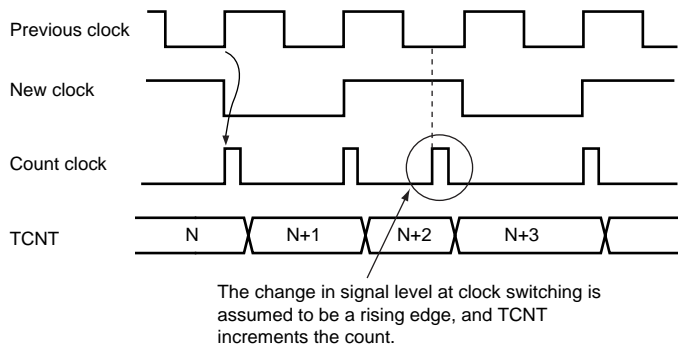 Previous clock
New clock
Count clock
TCNT
N
N+1
N+2
N+3
The change in signal level at clock switching is
assumed to be a rising edge, and TCNT
increments the count.